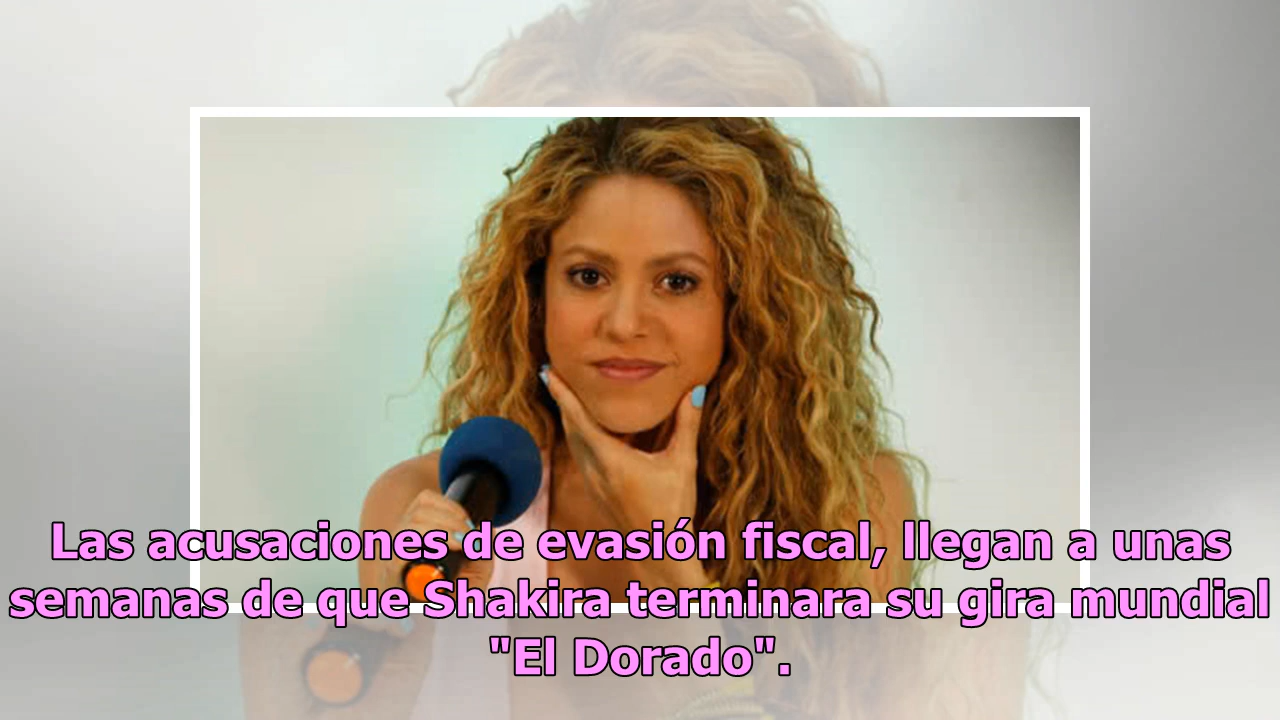 Las acusaciones de evasión fiscal, llegan a unas
semanas de que Shakira terminara su gira mundial
"El Dorado".